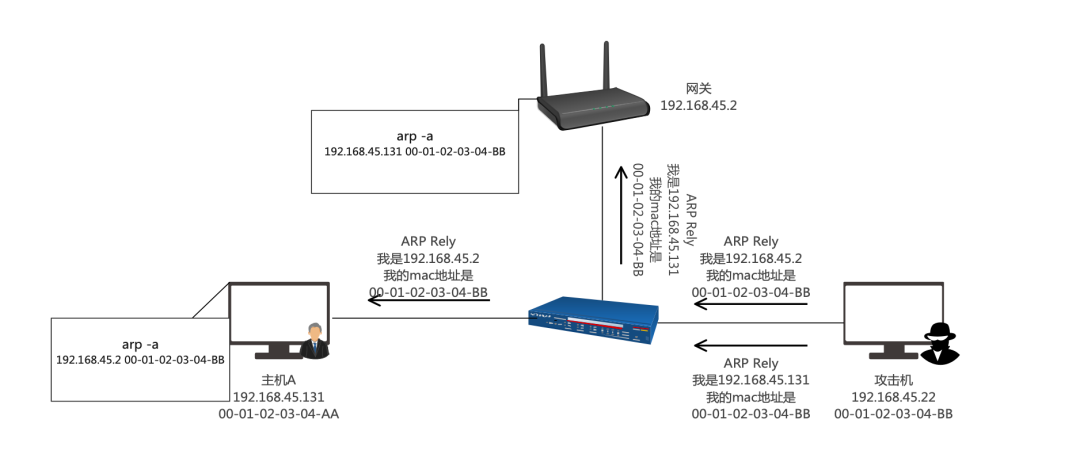 网关
192.168.45.2
arp -a
192.168.45.131 00-01-02-03-04-BB
ARP Rely
我是192.168.45.131
我的mac地址是
00-01-02-03-04-BB
ARP Rely
我是192.168.45.2
我的mac地址是
00-01-02-03-04-BB
ARP Rely
我是192.168.45.2
我的mac地址是
00-01-02-03-04-BB
arp -a
192.168.45.2 00-01-02-03-04-BB
主机A
192.168.45.131
00-01-02-03-04-AA
ARP Rely
我是192.168.45.131
我的mac地址是
00-01-02-03-04-BB
攻击机
192.168.45.22
00-01-02-03-04-BB